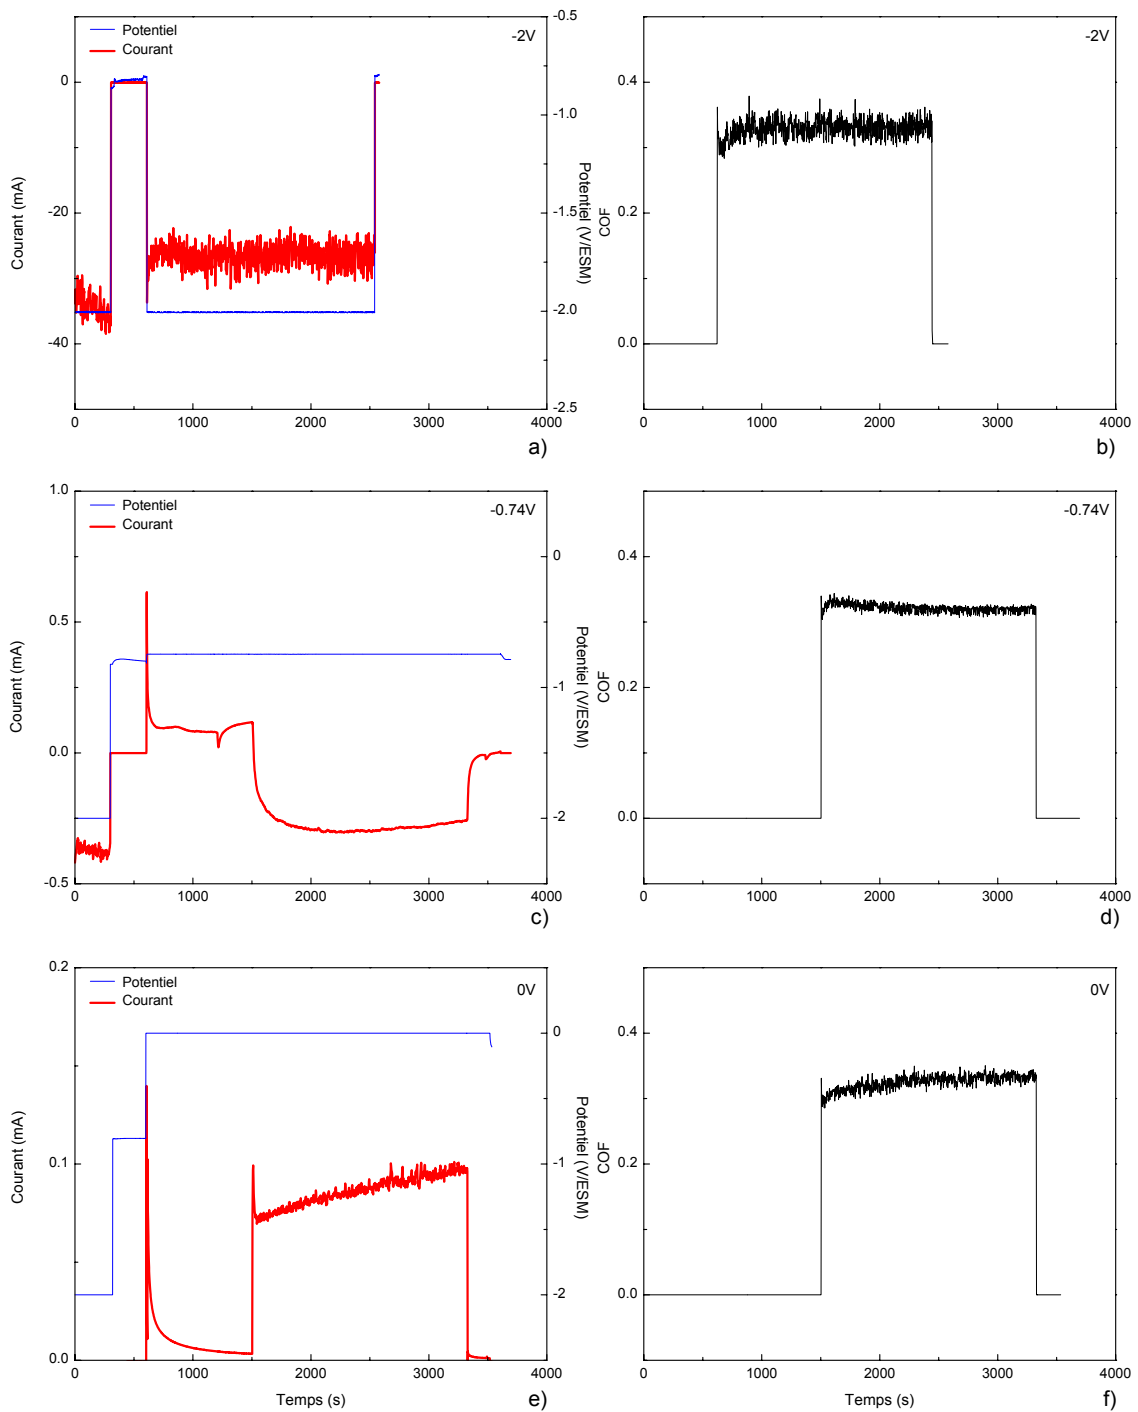 Potentiel
Courant
-2V
0
-20
-40
Courant (mA)
-0.5
-1.0
-1.5
-2.0
-2.5
Potentiel (V/ESM)
0 1000 2000 3000 4000
a)
-2V
0.4
0.2
0.0
COF
0 1000 2000 3000 4000
b)
Potentiel
Courant
-0.74V
1.0
0.5
0.0
-0.5
Courant (mA)
0
-1
-2
Potentiel (V/ESM)
0 1000 2000 3000 4000
c)
-0.74V
0.4
0.2
0.0
COF
0 1000 2000 3000 4000
d)
Potentiel
Courant
0V
0.2
0.1
0.0
Courant (mA)
0
-1
-2
Potentiel (V/ESM)
0 1000 2000 3000 4000
Temps (s)
e)
0V
0.4
0.2
0.0
COF
0 1000 2000 3000 4000
Temps (s)
f)